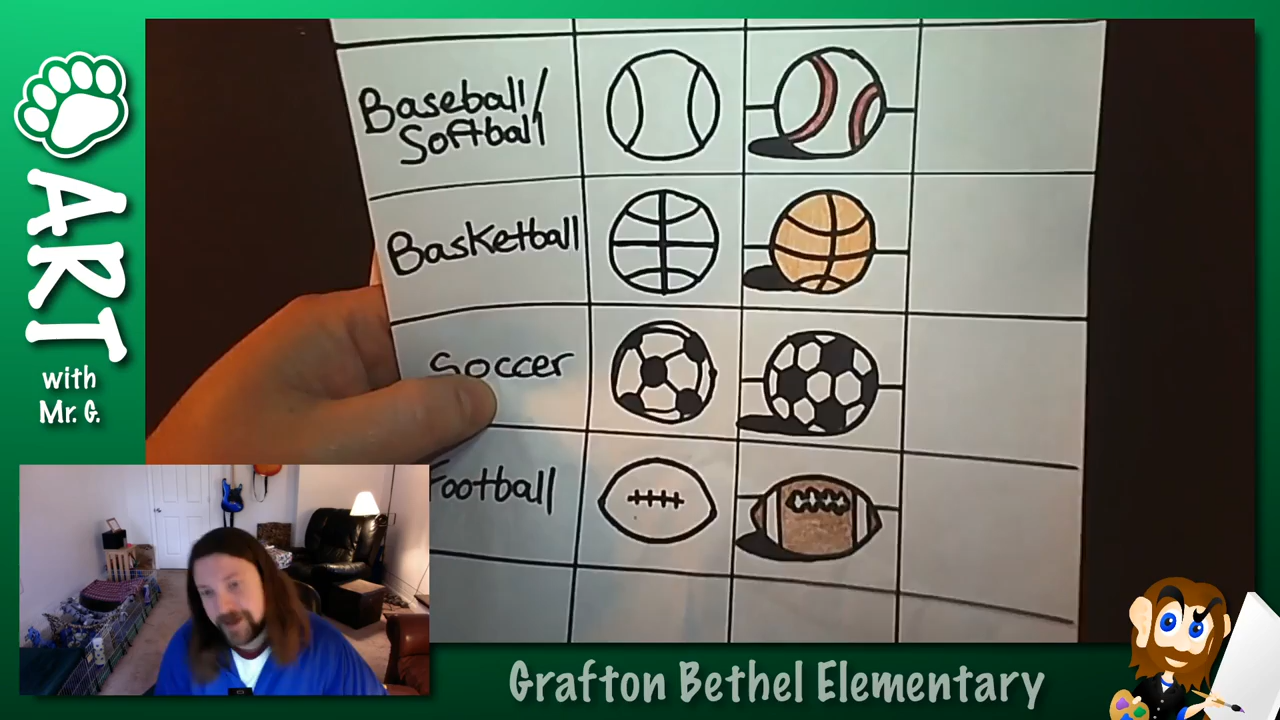 ART
with
Mr. G.
Baseball/
Softball
Basketball
Soccer
Football
Grafton Bethel Elementary